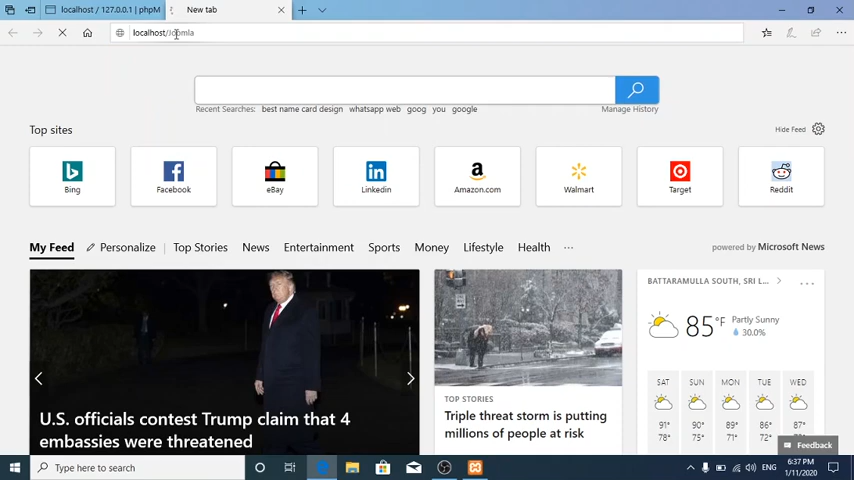 localhost / 127.0.0.1 | phpM
New tab
localhost/Joomla
Recent Searches: best name card design whatsapp web goog you google
Manage History
Top sites
Hide Feed
Bing
Facebook
eBay
Linkedin
Amazon.com
Walmart
Target
Reddit
My Feed
Personalize
Top Stories
News
Entertainment
Sports
Money
Lifestyle
Health
powered by Microsoft News
U.S. officials contest Trump claim that 4
embassies were threatened
TOP STORIES
Triple threat storm is putting
millions of people at risk
BATTARAMULLA SOUTH, SRI L...
85°F
Partly Sunny
30.0%
SAT SUN MON TUE WED
91° 90° 89° 86° 87°
78° 75° 71° 72°
Feedback
Type here to search
ENG
6:37 PM
1/11/2020